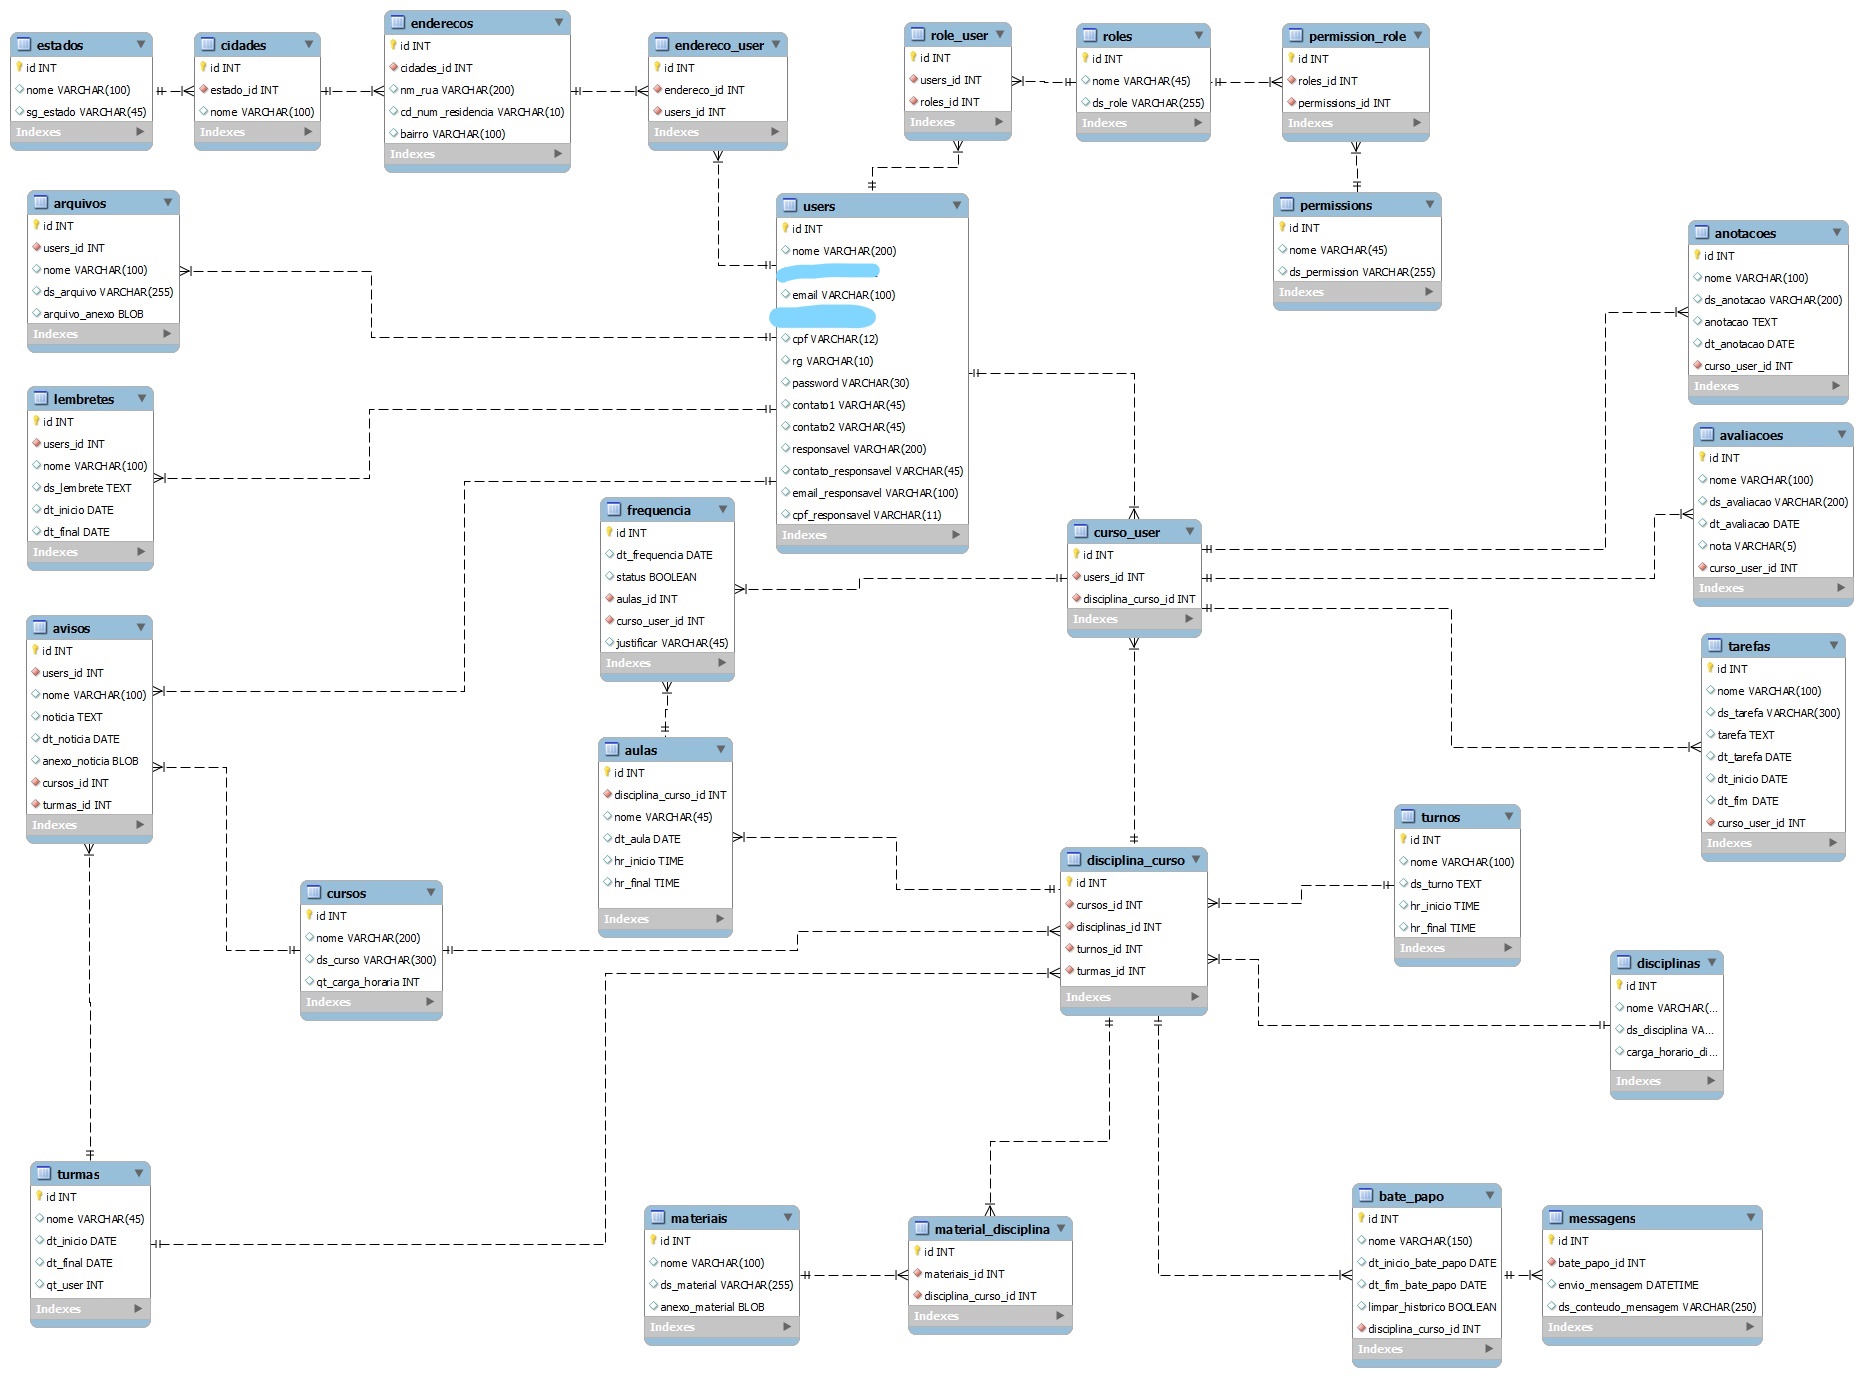 estados
id INT
nome VARCHAR(100)
sg_estado VARCHAR(45)
Indexes
cidades
id INT
estado_id INT
nome VARCHAR(100)
Indexes
enderecos
id INT
cidades_id INT
nm_rua VARCHAR(200)
cd_num_residencia VARCHAR(10)
bairro VARCHAR(100)
Indexes
endereco_user
id INT
endereco_id INT
users_id INT
Indexes
role_user
id INT
users_id INT
roles_id INT
Indexes
roles
id INT
nome VARCHAR(45)
ds_role VARCHAR(255)
Indexes
permission_role
id INT
roles_id INT
permissions_id INT
Indexes
arquivos
id INT
users_id INT
nome VARCHAR(100)
ds_arquivo VARCHAR(255)
arquivo_anexo BLOB
Indexes
users
id INT
nome VARCHAR(200)
email VARCHAR(100)
cpf VARCHAR(12)
rg VARCHAR(10)
password VARCHAR(30)
contato1 VARCHAR(45)
contato2 VARCHAR(45)
responsavel VARCHAR(200)
contato_responsavel VARCHAR(45)
email_responsavel VARCHAR(100)
cpf_responsavel VARCHAR(11)
Indexes
permissions
id INT
nome VARCHAR(45)
ds_permission VARCHAR(255)
Indexes
anotacoes
id INT
nome VARCHAR(100)
ds_anotacao VARCHAR(200)
anotacao TEXT
dt_anotacao DATE
curso_user_id INT
Indexes
lembretes
id INT
users_id INT
nome VARCHAR(100)
ds_lembrete TEXT
dt_inicio DATE
dt_final DATE
Indexes
avaliacoes
id INT
nome VARCHAR(100)
ds_avaliacao VARCHAR(200)
dt_avaliacao DATE
nota VARCHAR(5)
curso_user_id INT
Indexes
frequencia
id INT
dt_frequencia DATE
status BOOLEAN
aulas_id INT
curso_user_id INT
justificar VARCHAR(45)
Indexes
curso_user
id INT
users_id INT
disciplina_curso_id INT
Indexes
avisos
id INT
users_id INT
nome VARCHAR(100)
noticia TEXT
dt_noticia DATE
anexo_noticia BLOB
cursos_id INT
turmas_id INT
Indexes
tarefas
id INT
nome VARCHAR(100)
ds_tarefa VARCHAR(300)
tarefa TEXT
dt_tarefa DATE
dt_inicio DATE
dt_fim DATE
curso_user_id INT
Indexes
aulas
id INT
disciplina_curso_id INT
nome VARCHAR(45)
dt_aula DATE
hr_inicio TIME
hr_final TIME
Indexes
turnos
id INT
nome VARCHAR(100)
ds_turno TEXT
hr_inicio TIME
hr_final TIME
Indexes
disciplina_curso
id INT
cursos_id INT
disciplinas_id INT
turnos_id INT
turmas_id INT
Indexes
cursos
id INT
nome VARCHAR(200)
ds_curso VARCHAR(300)
qt_carga_horaria INT
Indexes
disciplinas
id INT
nome VARCHAR(...
ds_disciplina VA...
carga_horario_di...
Indexes
turmas
id INT
nome VARCHAR(45)
dt_inicio DATE
dt_final DATE
qt_user INT
Indexes
materiais
id INT
nome VARCHAR(100)
ds_material VARCHAR(255)
anexo_material BLOB
Indexes
material_disciplina
id INT
materiais_id INT
disciplina_curso_id INT
Indexes
bate_papo
id INT
nome VARCHAR(150)
dt_inicio_bate_papo DATE
dt_fim_bate_papo DATE
limpar_historico BOOLEAN
disciplina_curso_id INT
Indexes
messagens
id INT
bate_papo_id INT
envio_mensagem DATETIME
ds_conteudo_mensagem VARCHAR(250)
Indexes